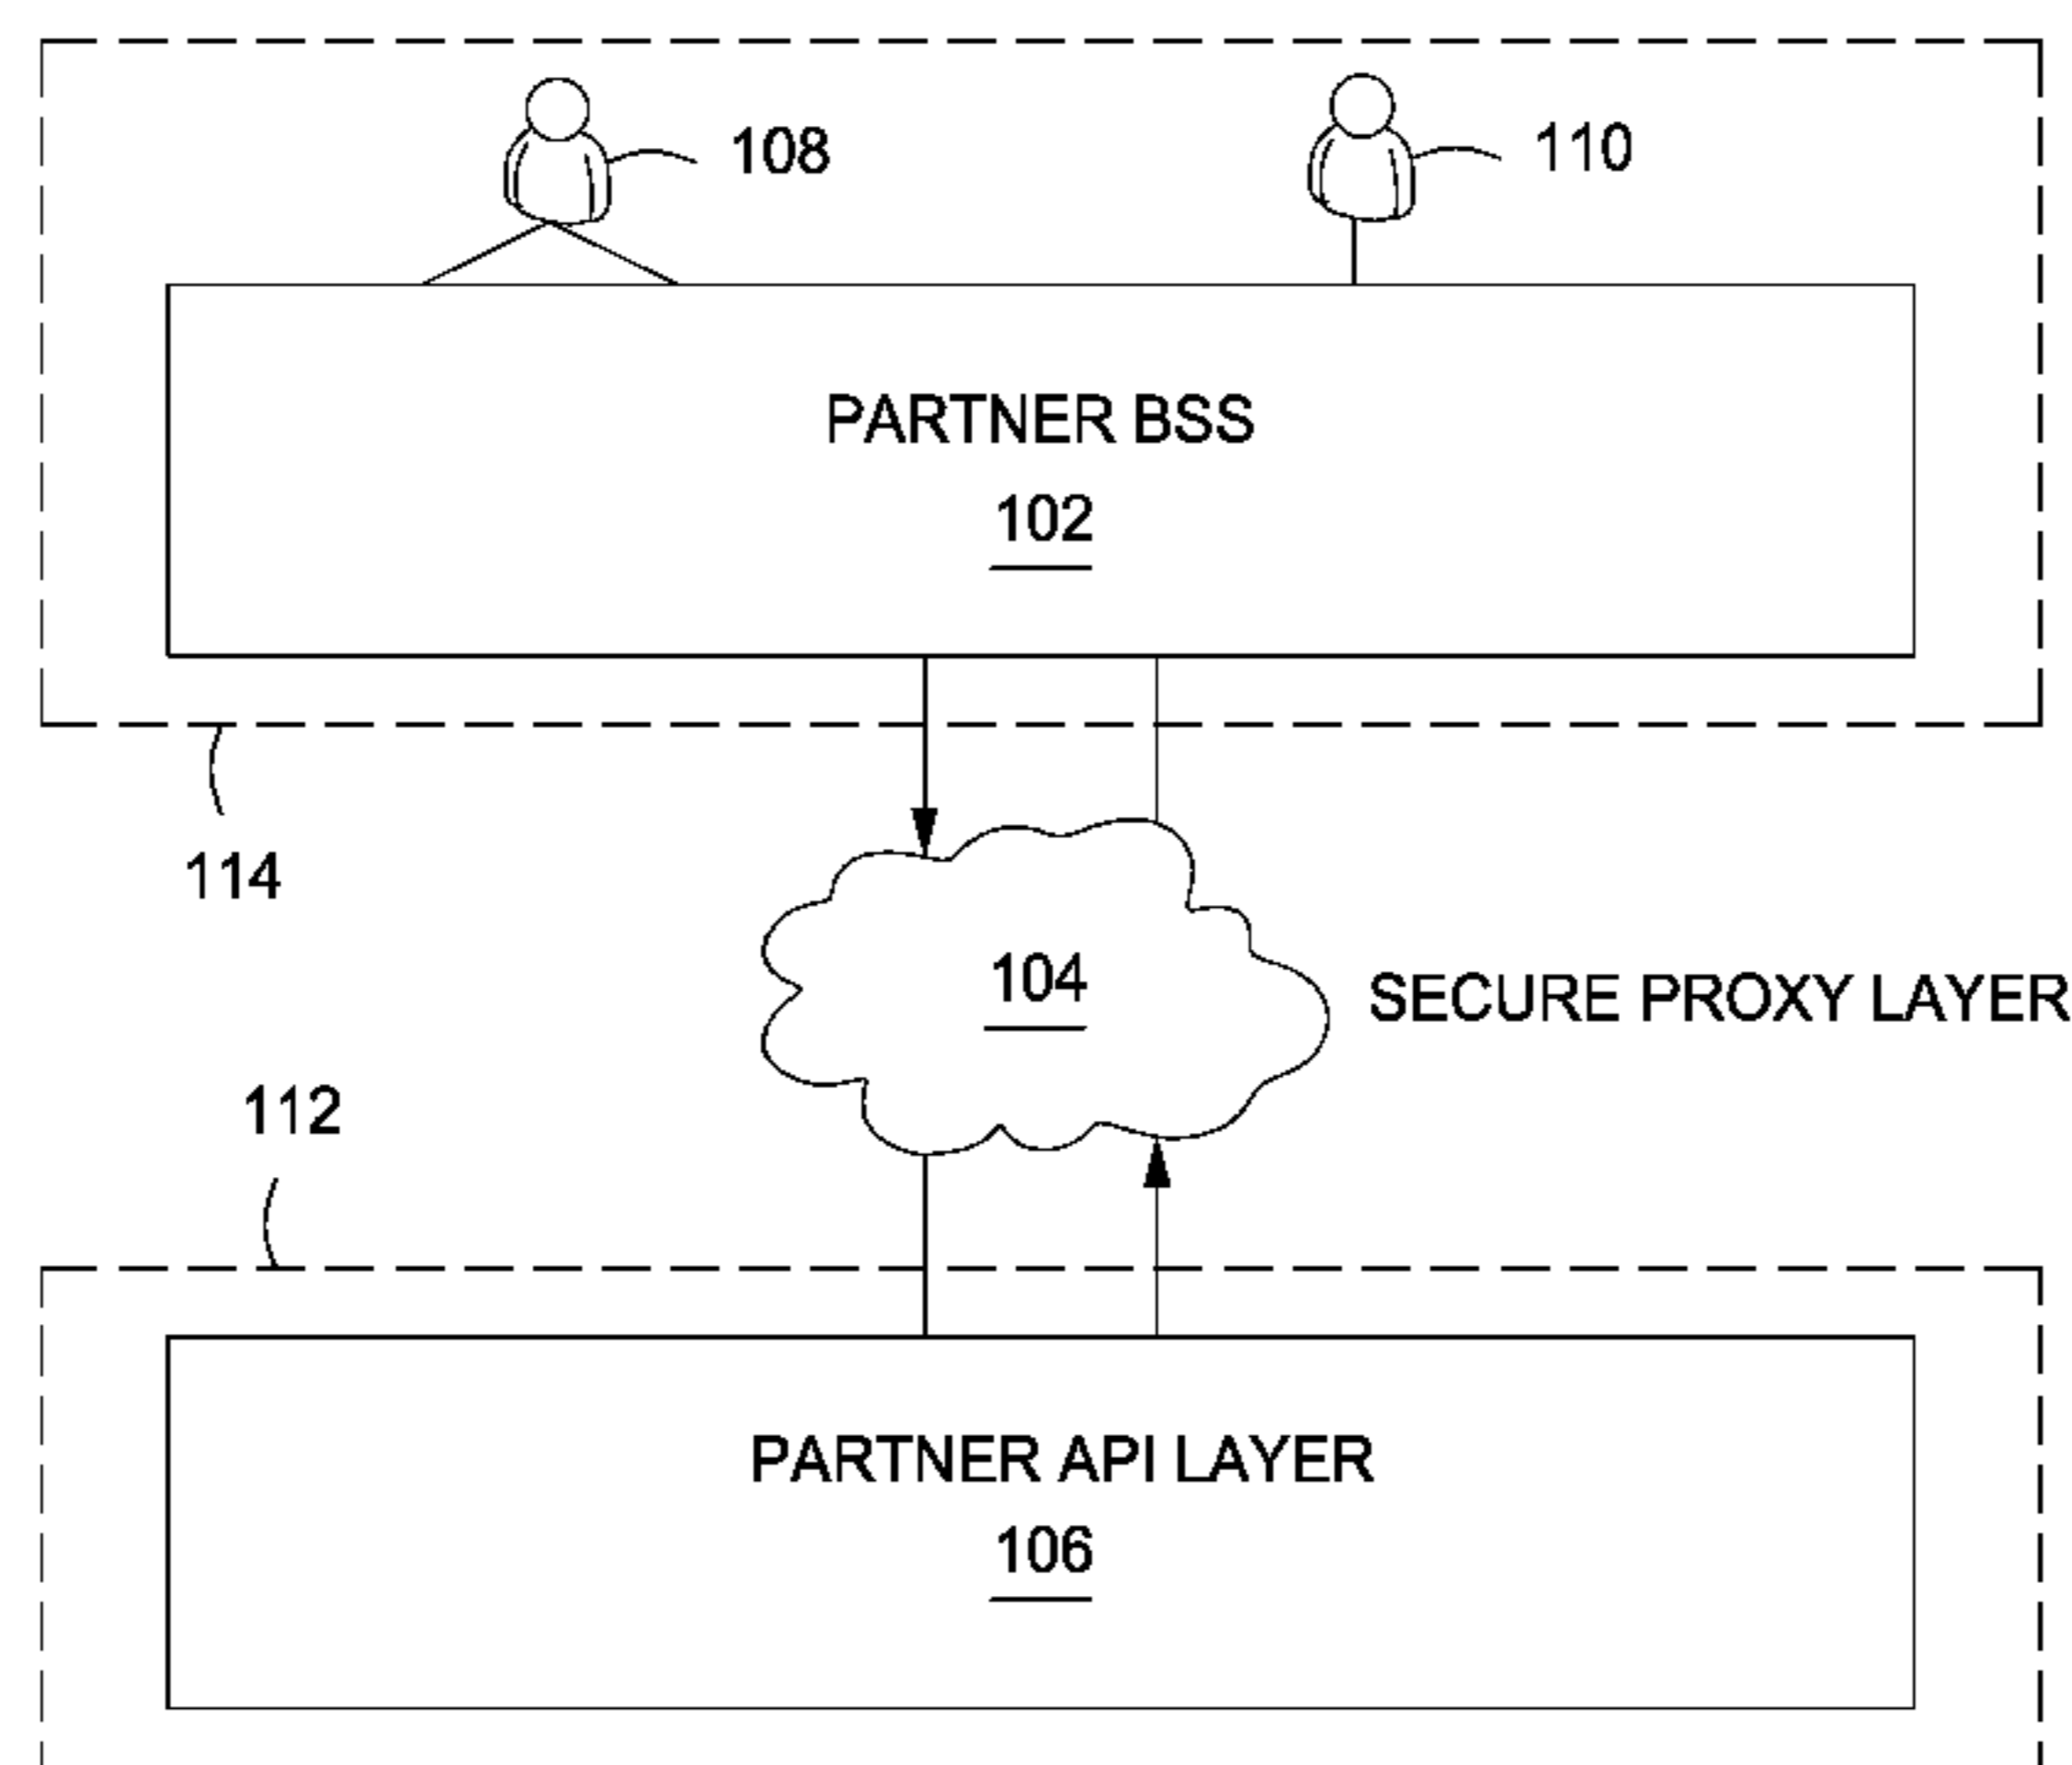 108
110
PARTNER BSS
102
114
104
SECURE PROXY LAYER
112
PARTNER API LAYER
106